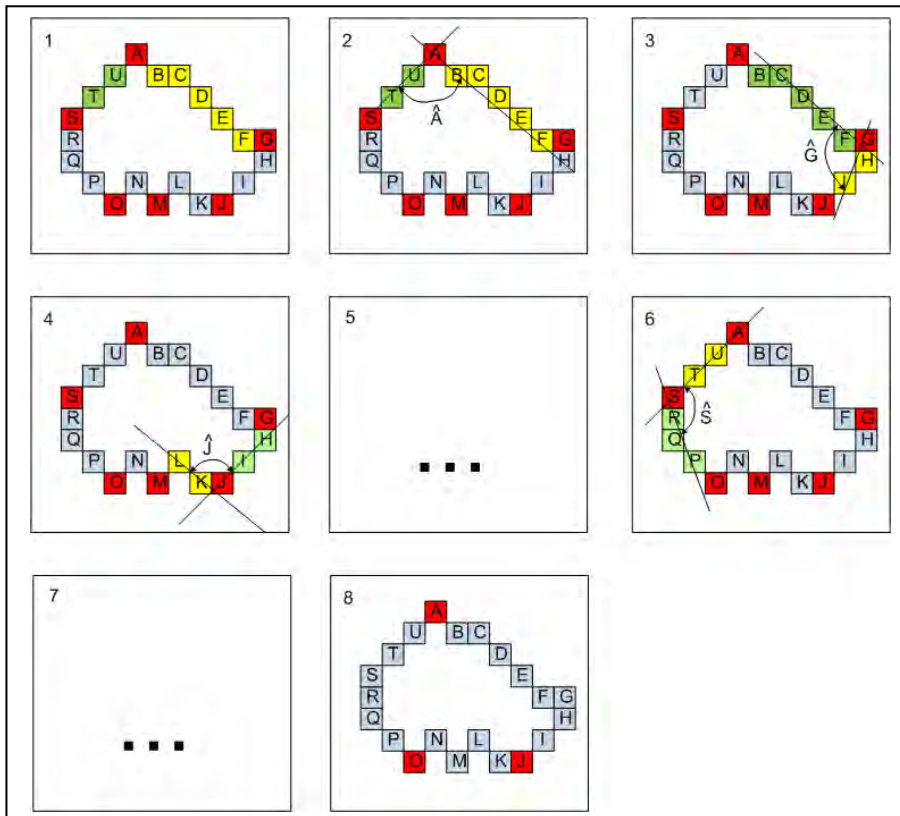 1
A
U B C
T D
S E
R F G
Q H
P N L I
O M K J
2
A
U B C
T D
S Â E
R F G
Q H
P N L I
O M K J
3
A
U B C
T D
S E
R F G
Q Ĝ H
P N L I
O M K J
4
A
U B C
T D
S E
R F G
Q Ĵ H
P N L I
O M K J
5
...
6
A
U B C
T D
S E
R Ŝ F G
Q H
P N L I
O M K J
7
...
8
A
U B C
T D
S E
R F G
Q H
P N L I
O M K J